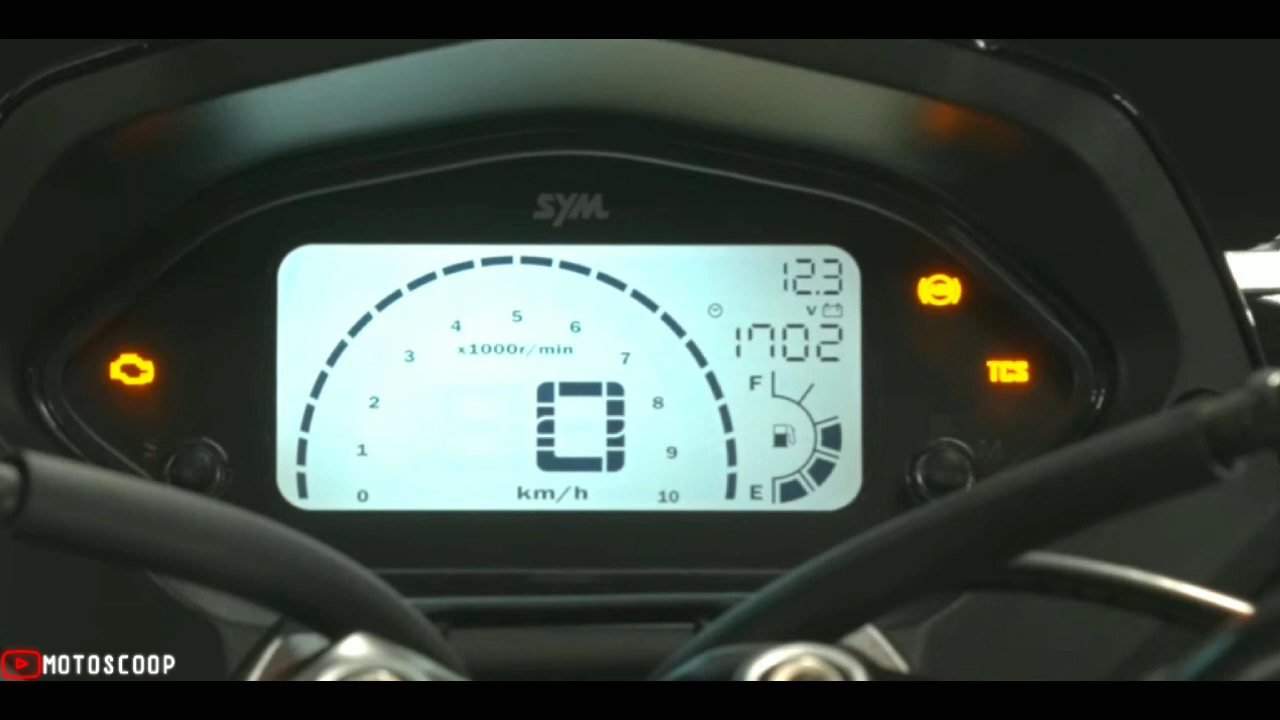 SYM
12.3
V
1702
4 5 6
x1000r/min
3 7
F
2 8
0
1 9
km/h
0 10
E
TCS
MOTOSCOOP